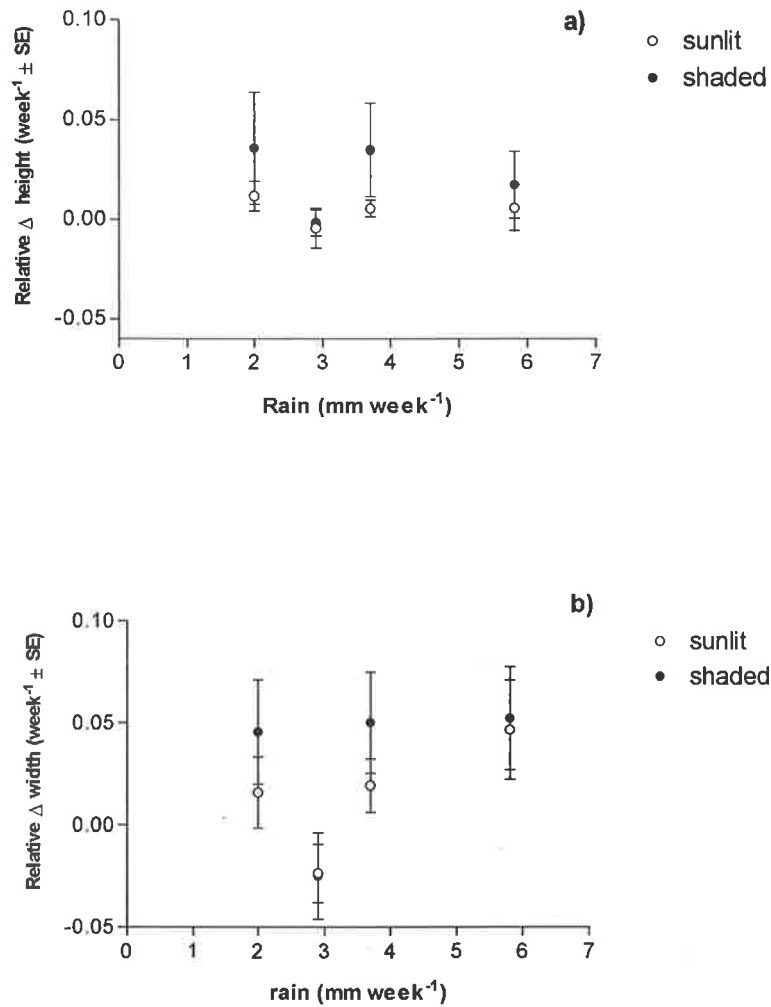 a)
sunlit
shaded
0.10
0.05
0.00
-0.05
Relative Δ height (week⁻¹ ± SE)
0 1 2 3 4 5 6 7
Rain (mm week⁻¹)
b)
sunlit
shaded
0.10
0.05
0.00
-0.05
Relative Δ width (week⁻¹ ± SE)
0 1 2 3 4 5 6 7
rain (mm week⁻¹)